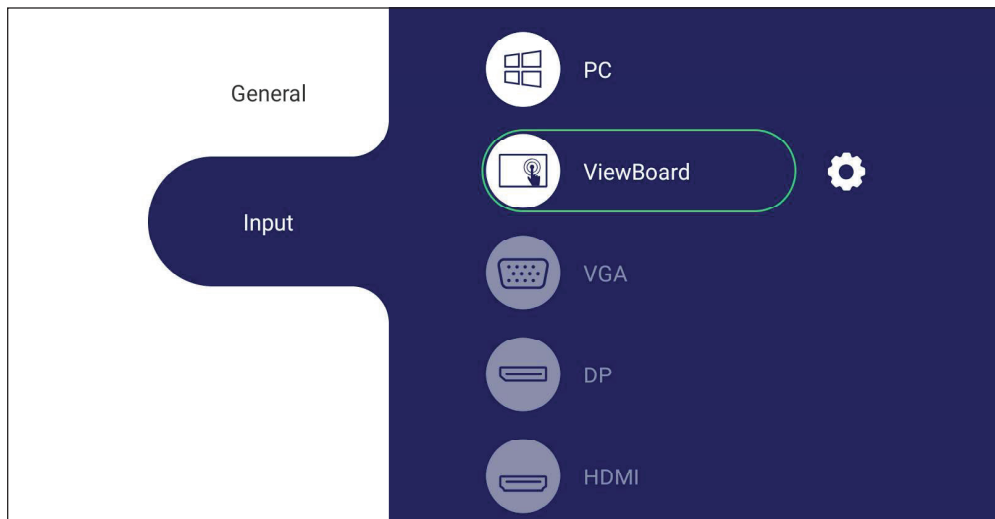 General
Input
PC
ViewBoard
VGA
DP
HDMI